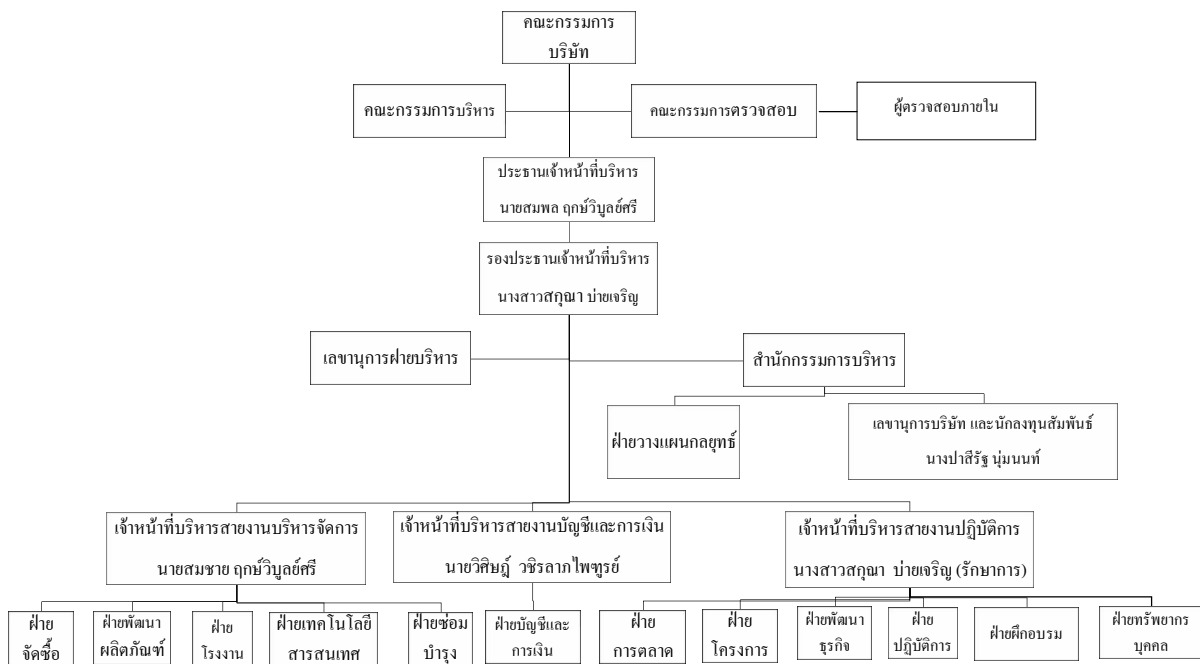 คณะกรรมการ
บริษัท
คณะกรรมการบริหาร
คณะกรรมการตรวจสอบ
ผู้ตรวจสอบภายใน
ประธานเจ้าหน้าที่บริหาร
นายสมพล ฤกษ์วิบูลย์ศรี
รองประธานเจ้าหน้าที่บริหาร
นางสาวสกุณา บ่ายเจริญ
เลขานุการฝ่ายบริหาร
สำนักกรรมการบริหาร
ฝ่ายวางแผนกลยุทธ์
เลขานุการบริษัท และนักลงทุนสัมพันธ์
นางปาสีรัฐ นุ่มนนท์
เจ้าหน้าที่บริหารสายงานบริหารจัดการ
นายสมชาย ฤกษ์วิบูลย์ศรี
เจ้าหน้าที่บริหารสายงานบัญชีและการเงิน
นายวิศิษฎ์ วชิรลาภไพฑูรย์
เจ้าหน้าที่บริหารสายงานปฏิบัติการ
นางสาวสกุณา บ่ายเจริญ (รักษาการ)
ฝ่าย
จัดซื้อ
ฝ่ายพัฒนา
ผลิตภัณฑ์
ฝ่าย
โรงงาน
ฝ่ายเทคโนโลยี
สารสนเทศ
ฝ่ายซ่อม
บำรุง
ฝ่ายบัญชีและ
การเงิน
ฝ่าย
การตลาด
ฝ่าย
โครงการ
ฝ่ายพัฒนา
ธุรกิจ
ฝ่าย
ปฏิบัติการ
ฝ่ายฝึกอบรม
ฝ่ายทรัพยากร
บุคคล